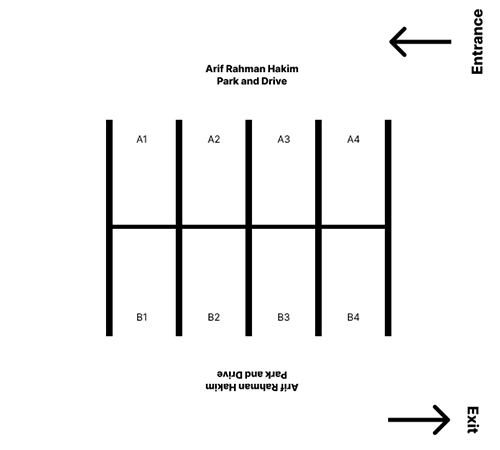 Entrance
Arif Rahman Hakim
Park and Drive
A1 A2 A3 A4
B1 B2 B3 B4
Arif Rahman Hakim
Park and Drive
Exit